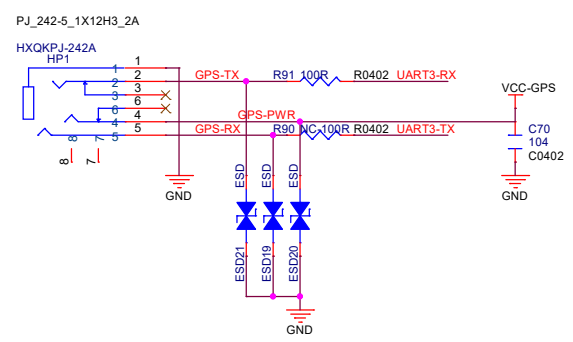 PJ_242-5_1X12H3_2A
HXQKPJ-242A
HP1
1 1
2 2 GPS-TX R91 100R R0402 UART3-RX
3 3
6 6
4 4 GPS-PWR
5 5 GPS-RX R90 NC-100R R0402 UART3-TX
8 8 7 7
VCC-GPS
C70
104
C0402
GND
GND
ESD ESD ESD
ESD21 ESD19 ESD20
GND